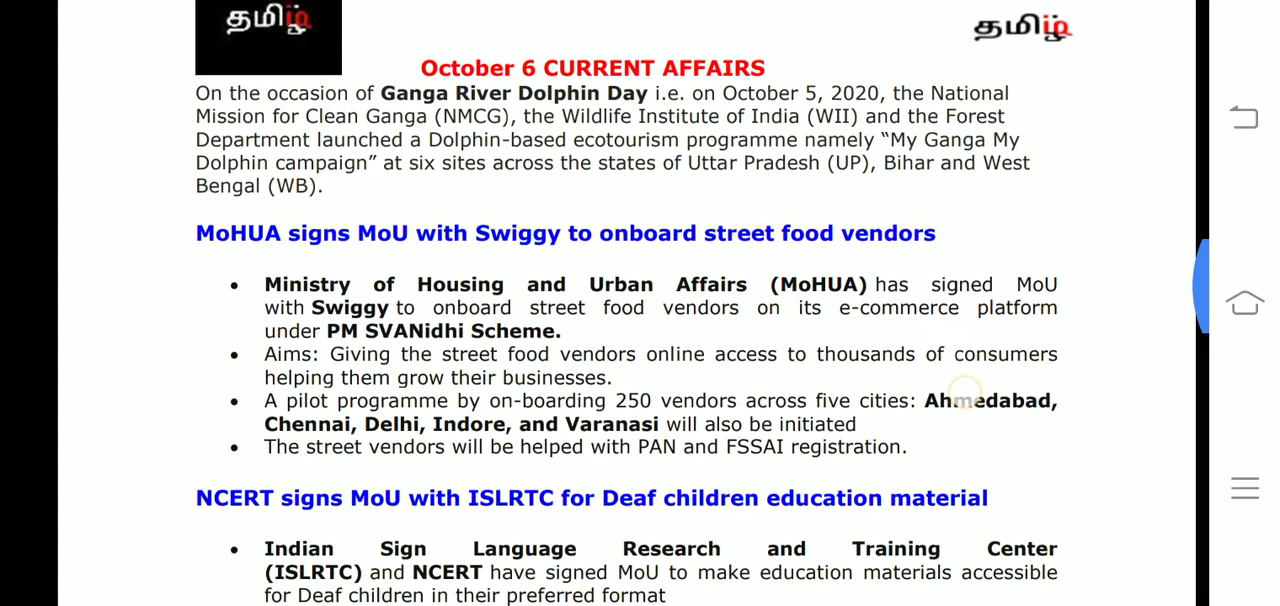 தமிழ்
தமிழ்
October 6 CURRENT AFFAIRS
On the occasion of Ganga River Dolphin Day i.e. on October 5, 2020, the National
Mission for Clean Ganga (NMCG), the Wildlife Institute of India (WII) and the Forest
Department launched a Dolphin-based ecotourism programme namely “My Ganga My
Dolphin campaign” at six sites across the states of Uttar Pradesh (UP), Bihar and West
Bengal (WB).
MoHUA signs MoU with Swiggy to onboard street food vendors
• Ministry of Housing and Urban Affairs (MoHUA) has signed MoU
with Swiggy to onboard street food vendors on its e-commerce platform
under PM SVANidhi Scheme.
• Aims: Giving the street food vendors online access to thousands of consumers
helping them grow their businesses.
• A pilot programme by on-boarding 250 vendors across five cities: Ahmedabad,
Chennai, Delhi, Indore, and Varanasi will also be initiated
• The street vendors will be helped with PAN and FSSAI registration.
NCERT signs MoU with ISLRTC for Deaf children education material
• Indian Sign Language Research and Training Center
(ISLRTC) and NCERT have signed MoU to make education materials accessible
for Deaf children in their preferred format